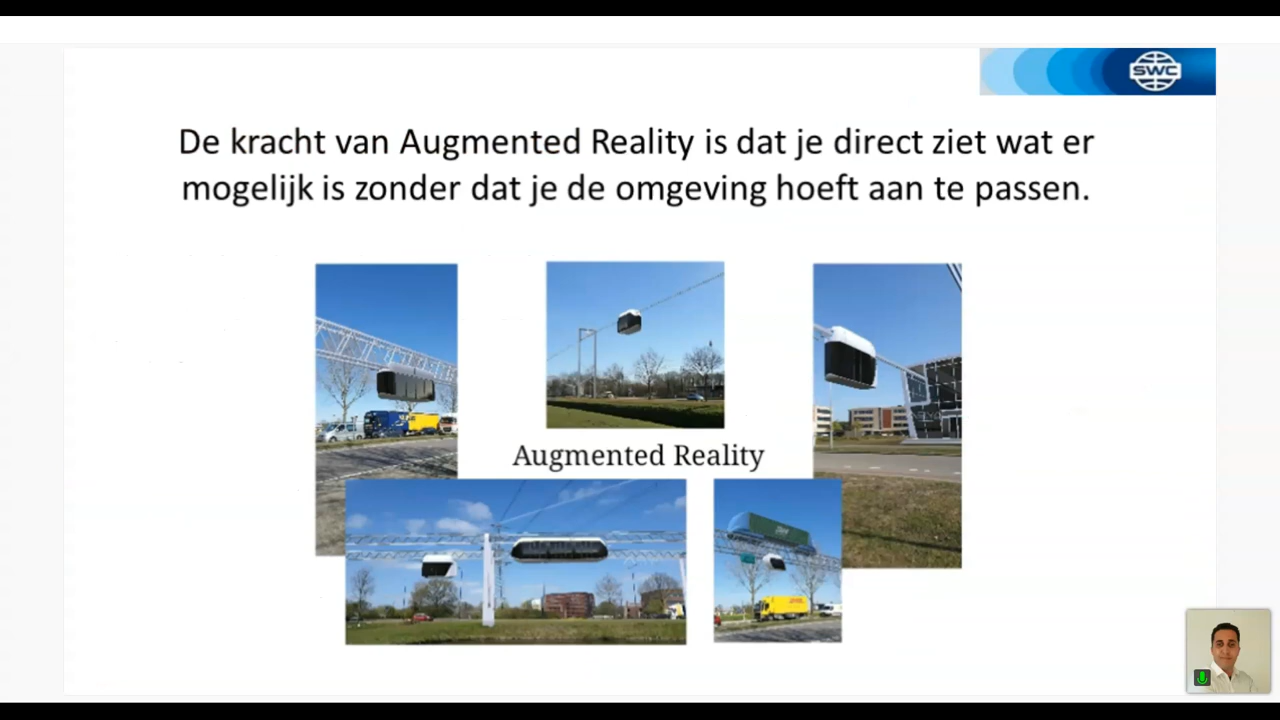 SWC
De kracht van Augmented Reality is dat je direct ziet wat er
mogelijk is zonder dat je de omgeving hoeft aan te passen.
Augmented Reality